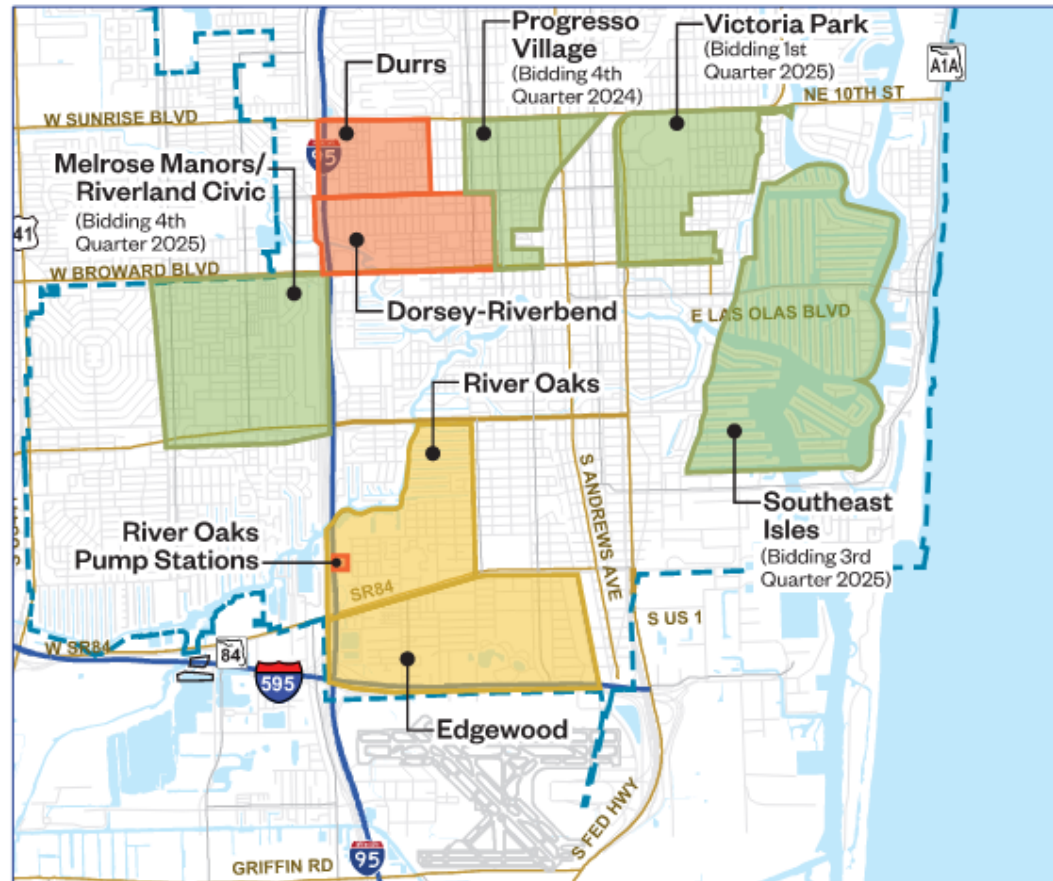 Progresso
Village
(Bidding 4th
Quarter 2024)
Victoria Park
(Bidding 1st
Quarter 2025)
A1A
Durrs
NE 10TH ST
W SUNRISE BLVD
95
Melrose Manors/
Riverland Civic
(Bidding 4th
Quarter 2025)
41
W BROWARD BLVD
Dorsey-Riverbend
E LAS OLAS BLVD
River Oaks
S ANDREWS AVE
Southeast
Isles
(Bidding 3rd
Quarter 2025)
River Oaks
Pump Stations
SR84
S US 1
W SR84
84
595
Edgewood
S FED HWY
95
GRIFFIN RD